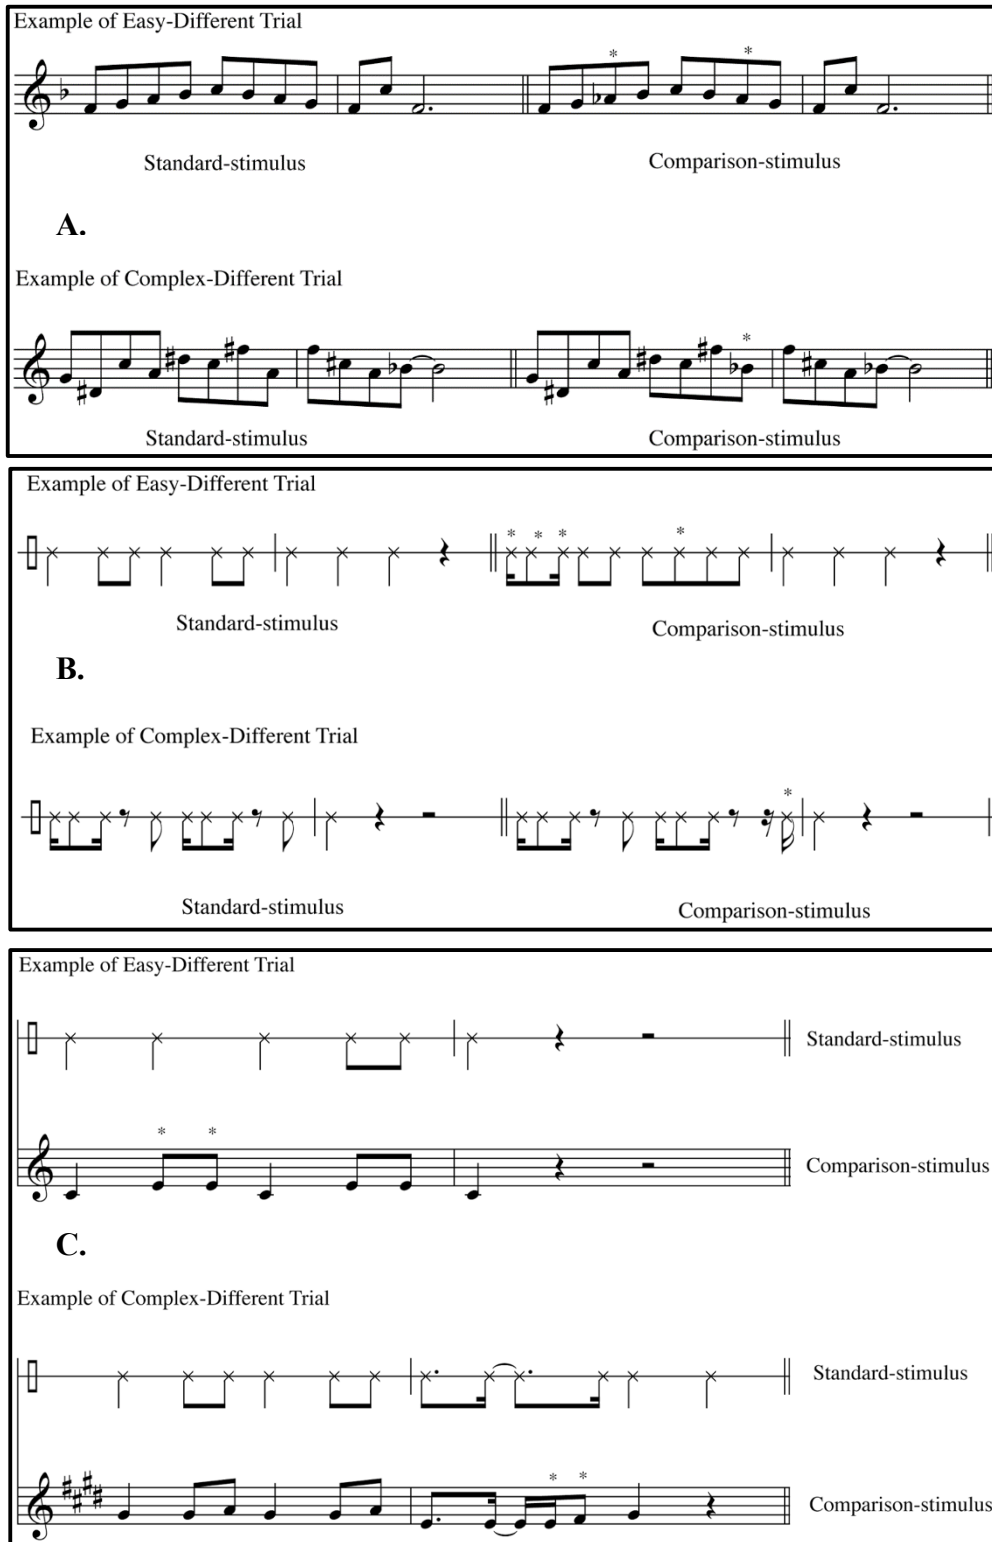 Example of Easy-Different Trial
* *
Standard-stimulus Comparison-stimulus
A.
Example of Complex-Different Trial
*
Standard-stimulus Comparison-stimulus
Example of Easy-Different Trial
* * * *
Standard-stimulus Comparison-stimulus
B.
Example of Complex-Different Trial
*
Standard-stimulus Comparison-stimulus
Example of Easy-Different Trial
Standard-stimulus
* *
Comparison-stimulus
C.
Example of Complex-Different Trial
Standard-stimulus
* *
Comparison-stimulus